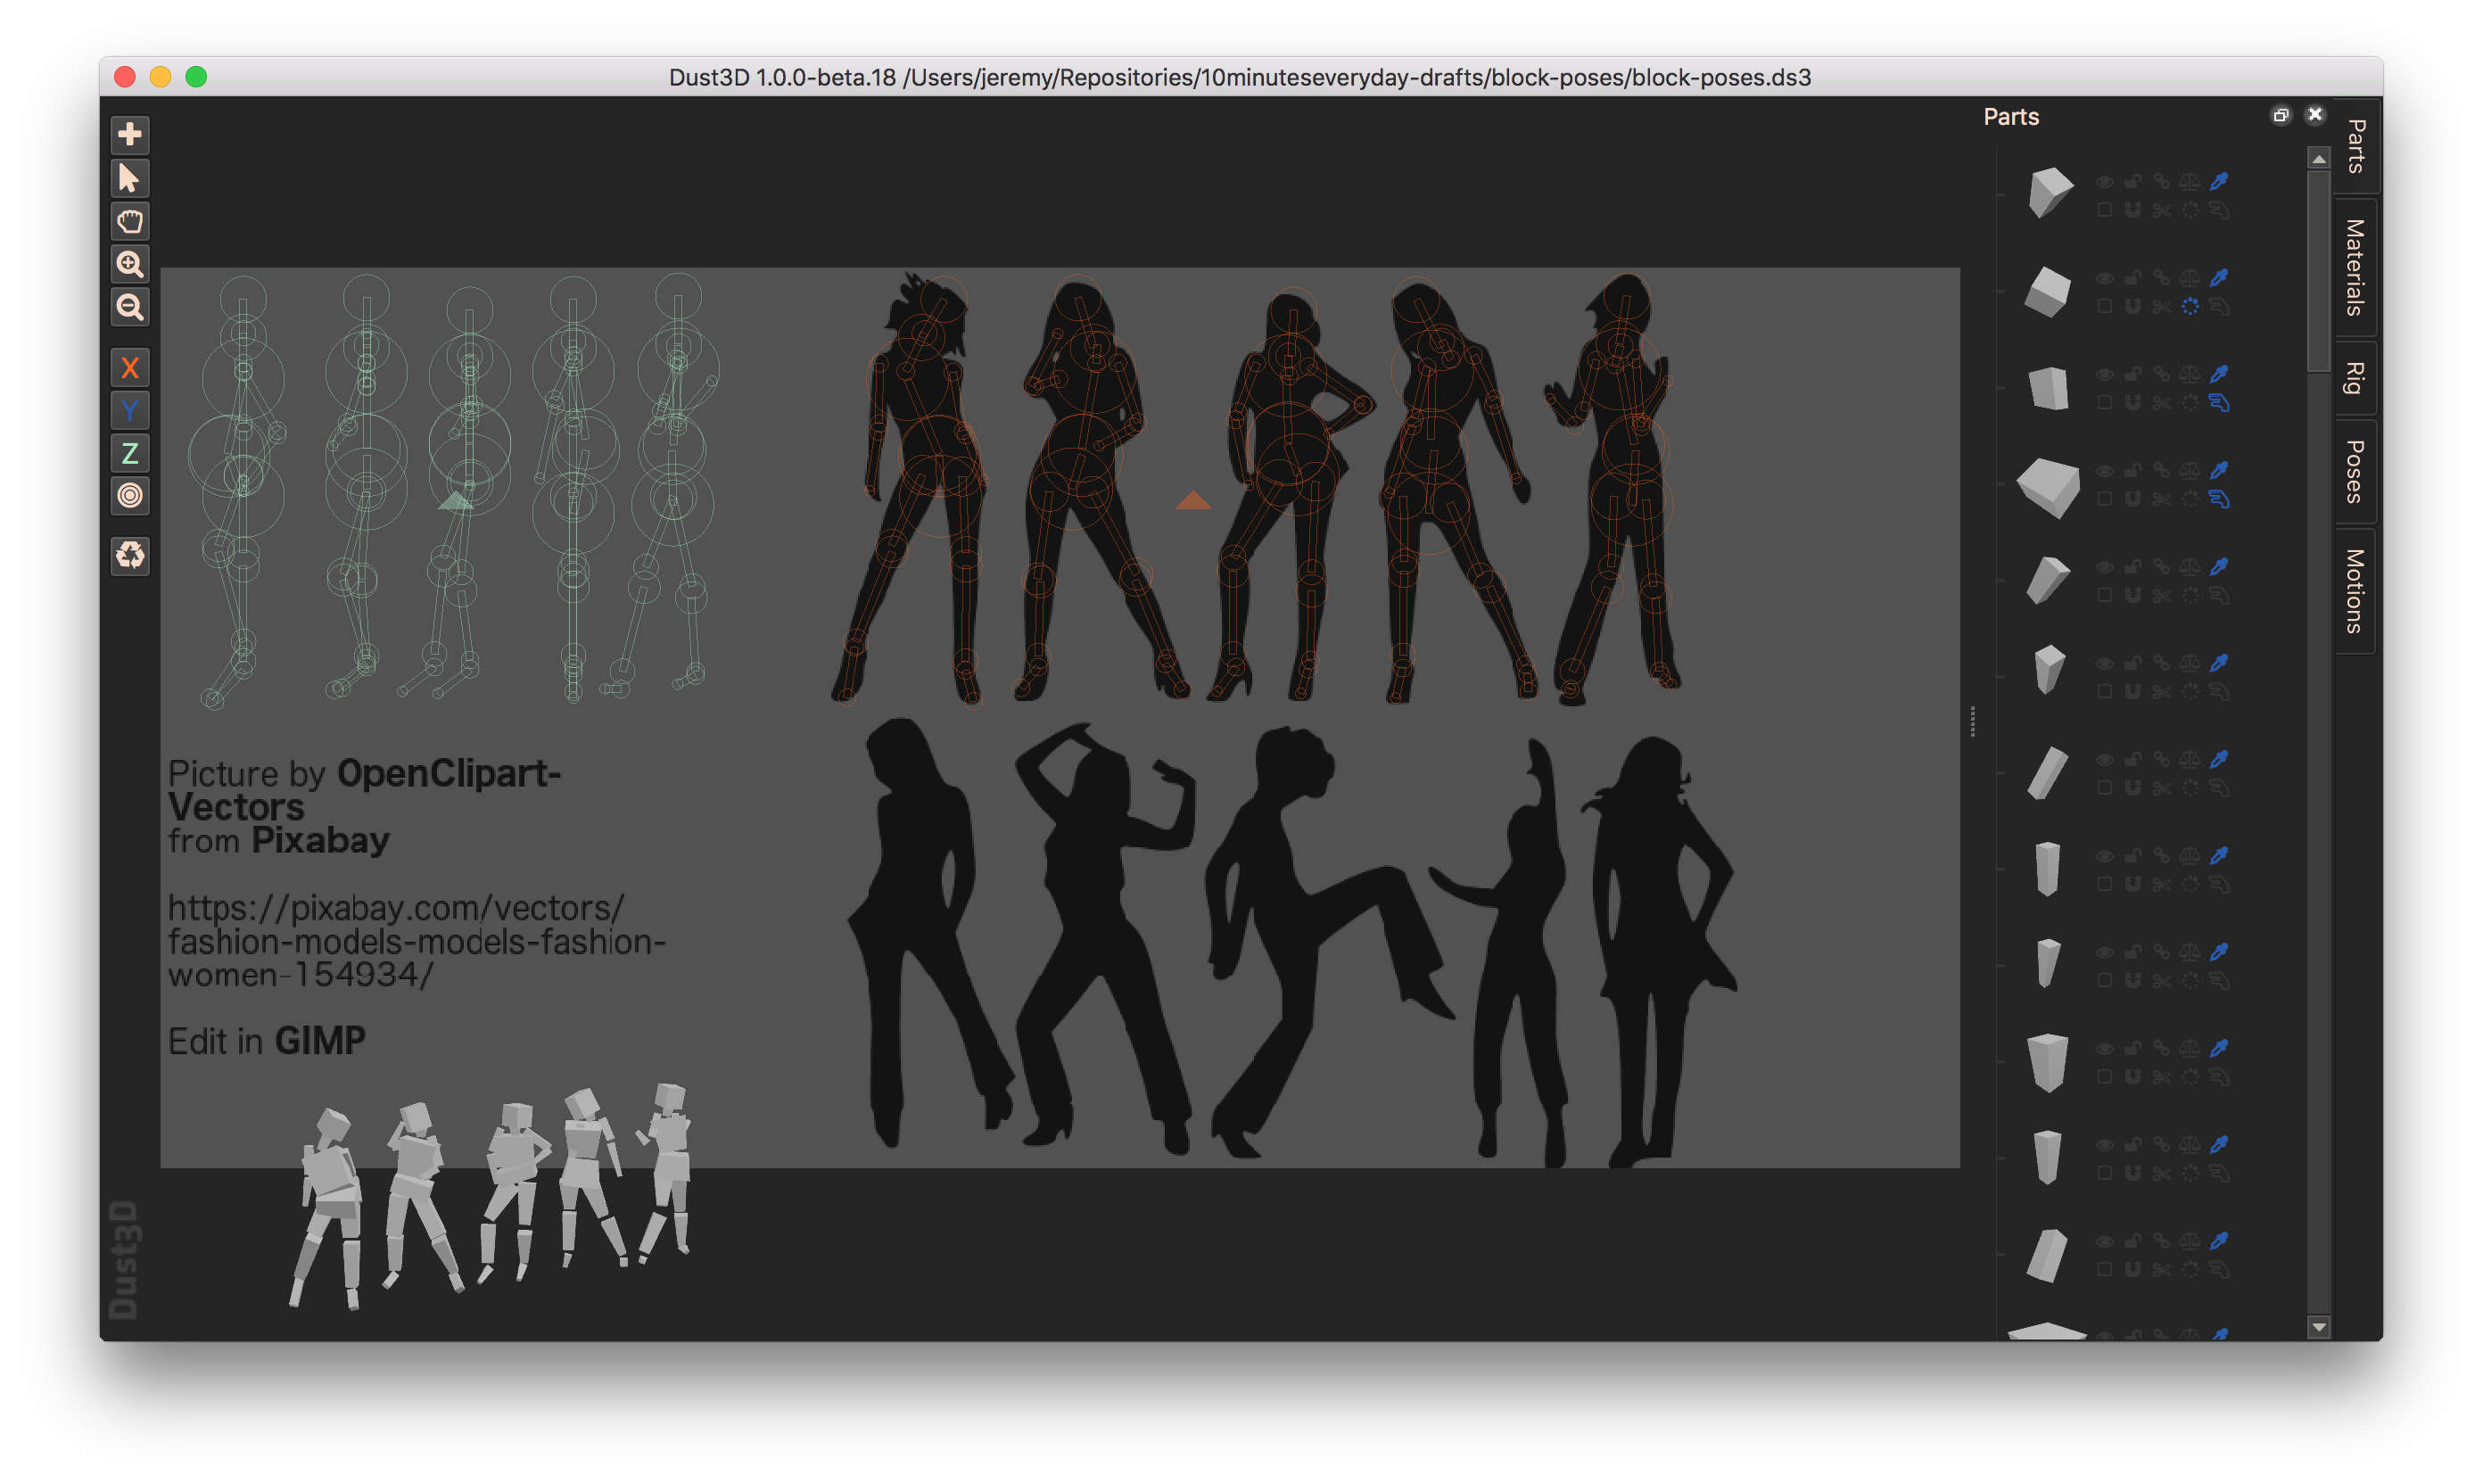 Dust3D 1.0.0-beta.18 /Users/jeremy/Repositories/10minuteseveryday-drafts/block-poses/block-poses.ds3
Parts
Parts
Materials
Rig
Poses
Motions
X
Y
Z
Picture by OpenClipart-
Vectors
from Pixabay
https://pixabay.com/vectors/
fashion-models-models-fashion-
women-154934/
Edit in GIMP
Dust3D